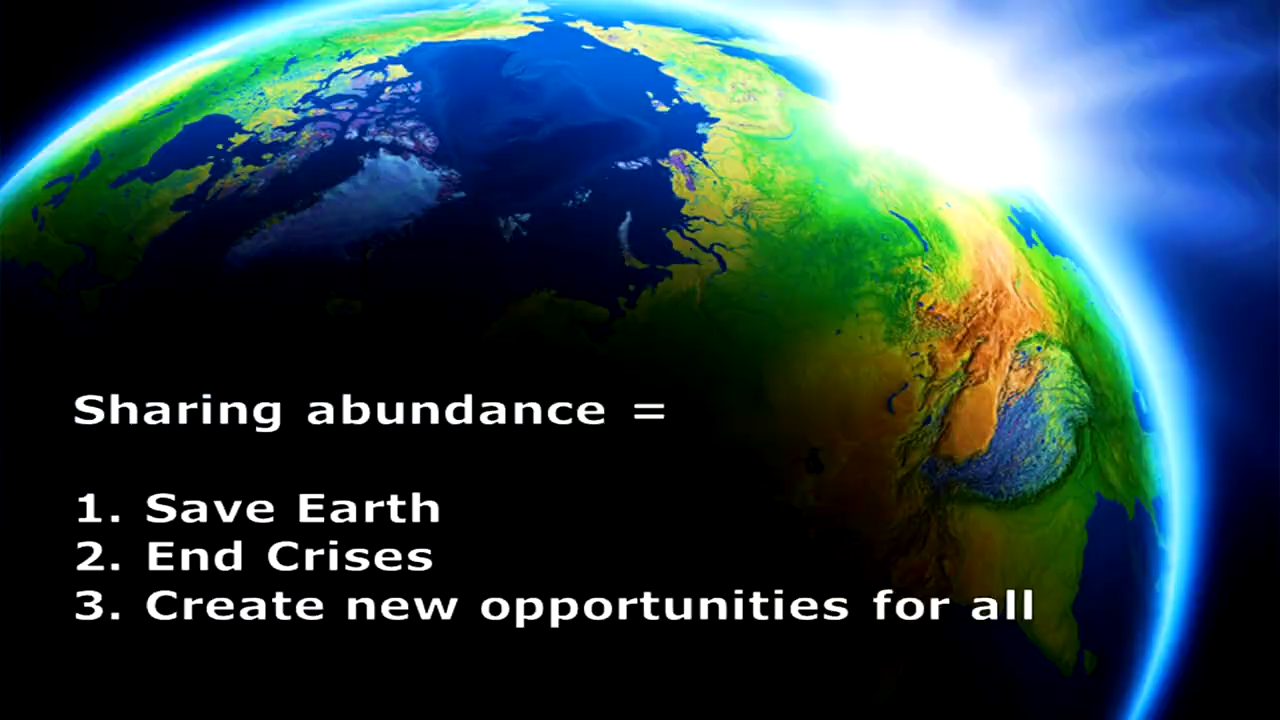 Sharing abundance =
1. Save Earth
2. End Crises
3. Create new opportunities for all